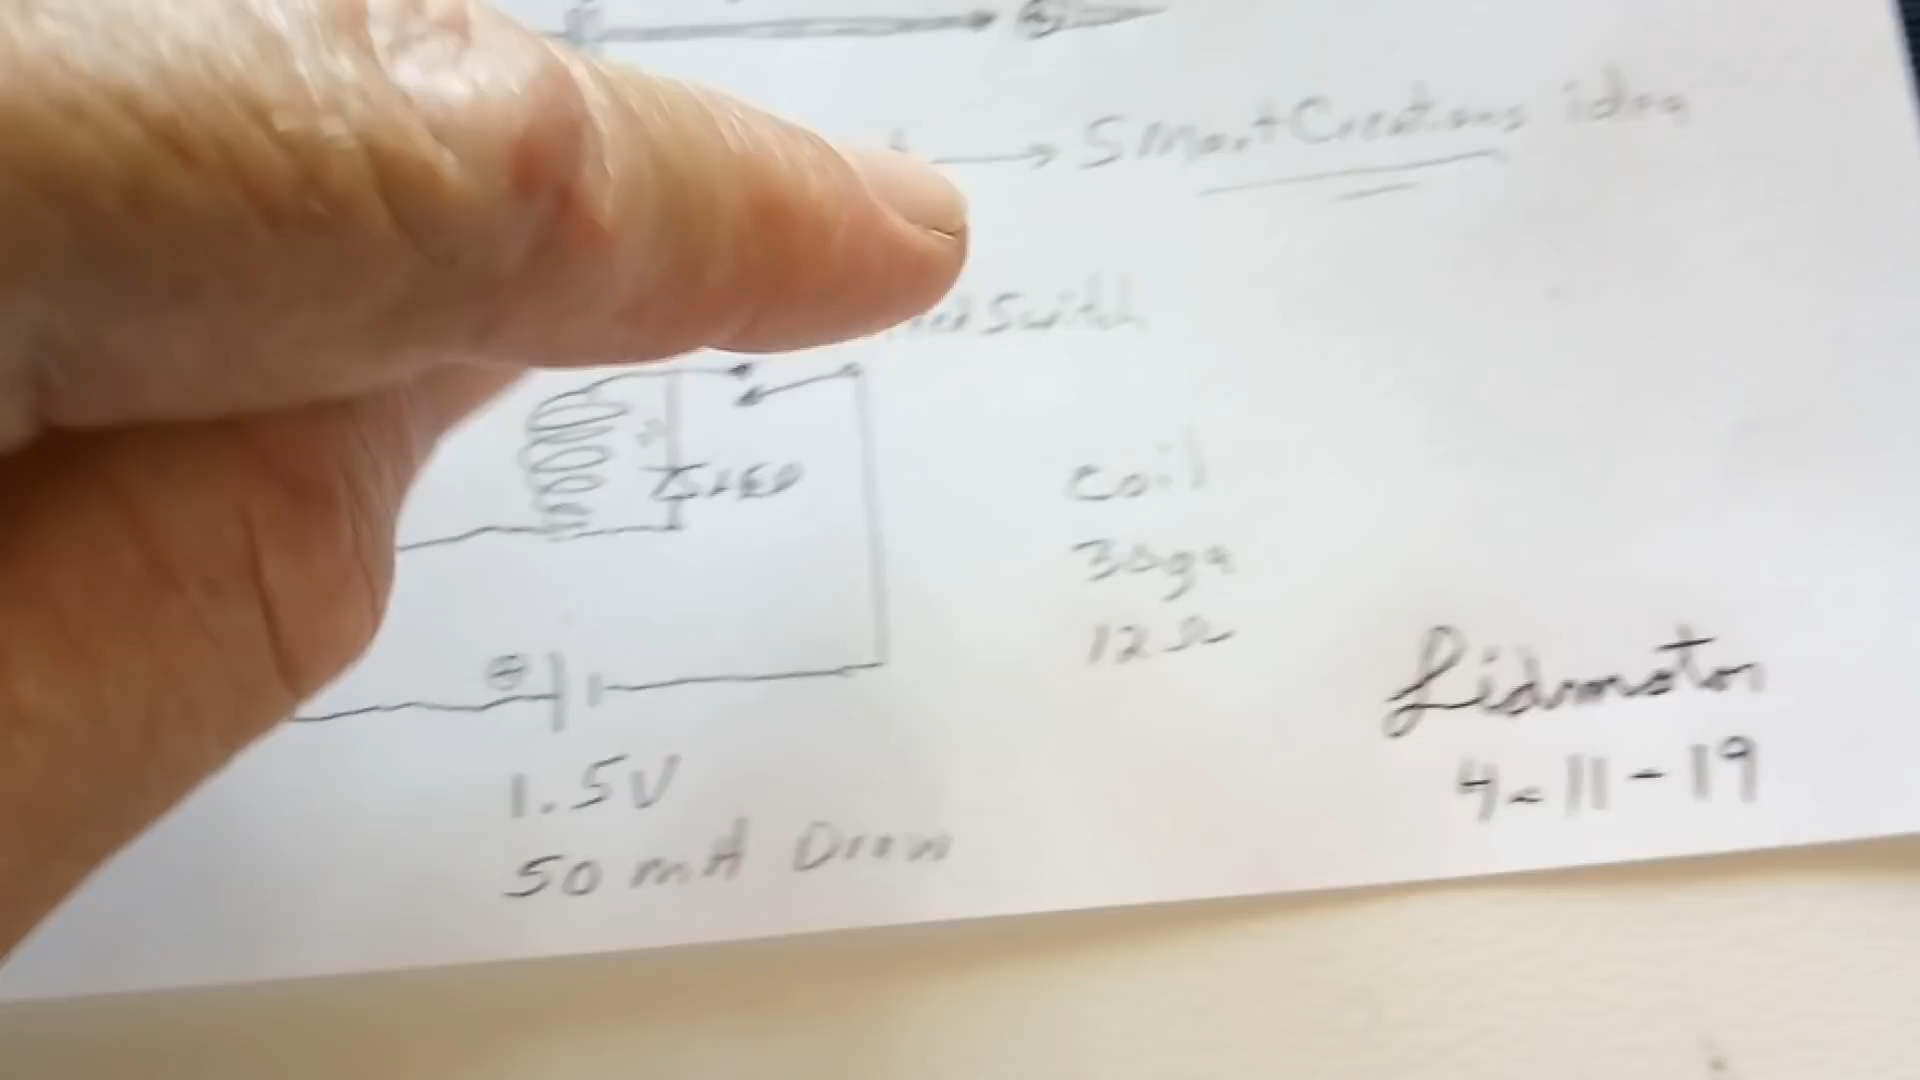 SmartCreations idea
Switch
LED
coil
30ga
12Ω
⊕
1.5V
50 mA Draw
Lidmotor
4-11-19